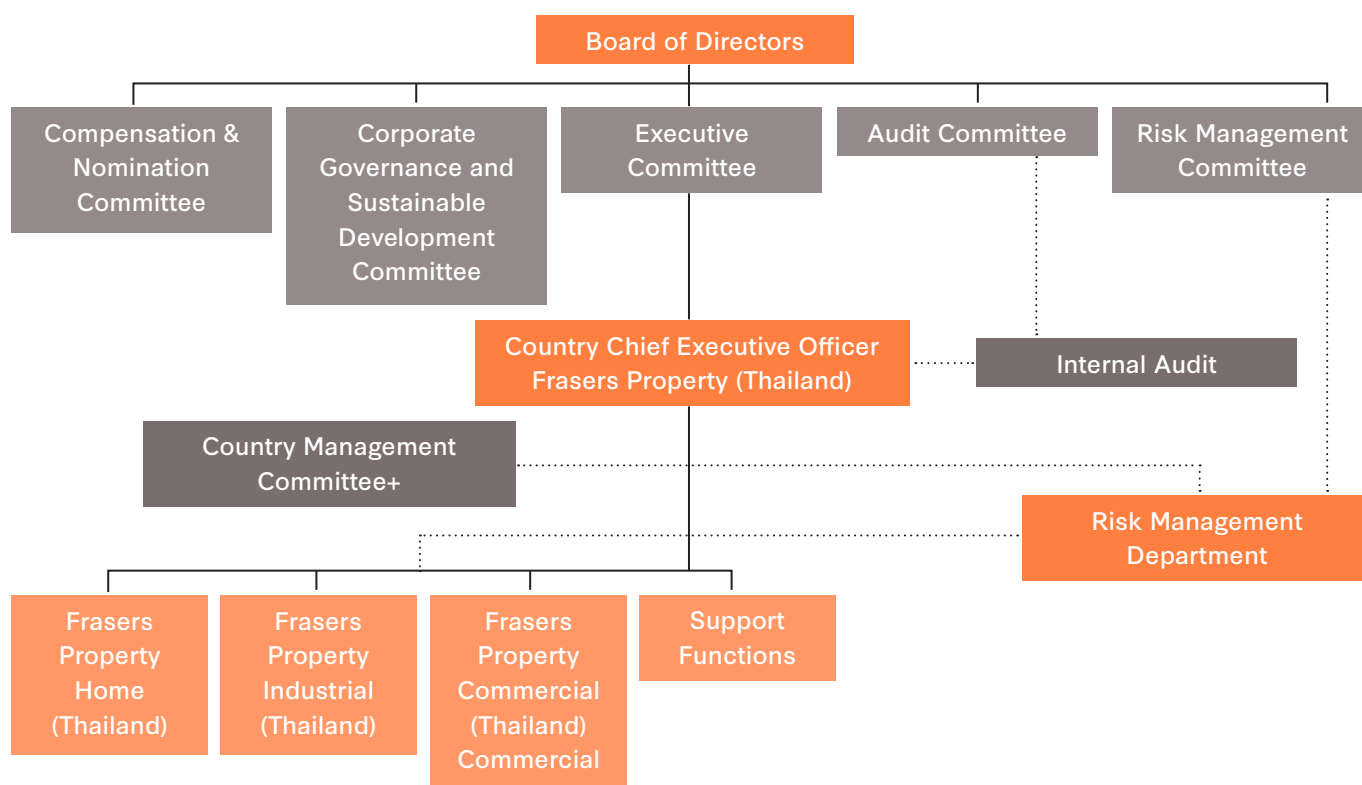 Board of Directors
Compensation &
Nomination
Committee
Corporate
Governance and
Sustainable
Development
Committee
Executive
Committee
Audit Committee
Risk Management
Committee
Country Chief Executive Officer
Frasers Property (Thailand)
Internal Audit
Country Management
Committee+
Risk Management
Department
Frasers
Property
Home
(Thailand)
Frasers
Property
Industrial
(Thailand)
Frasers
Property
Commercial
(Thailand)
Commercial
Support
Functions